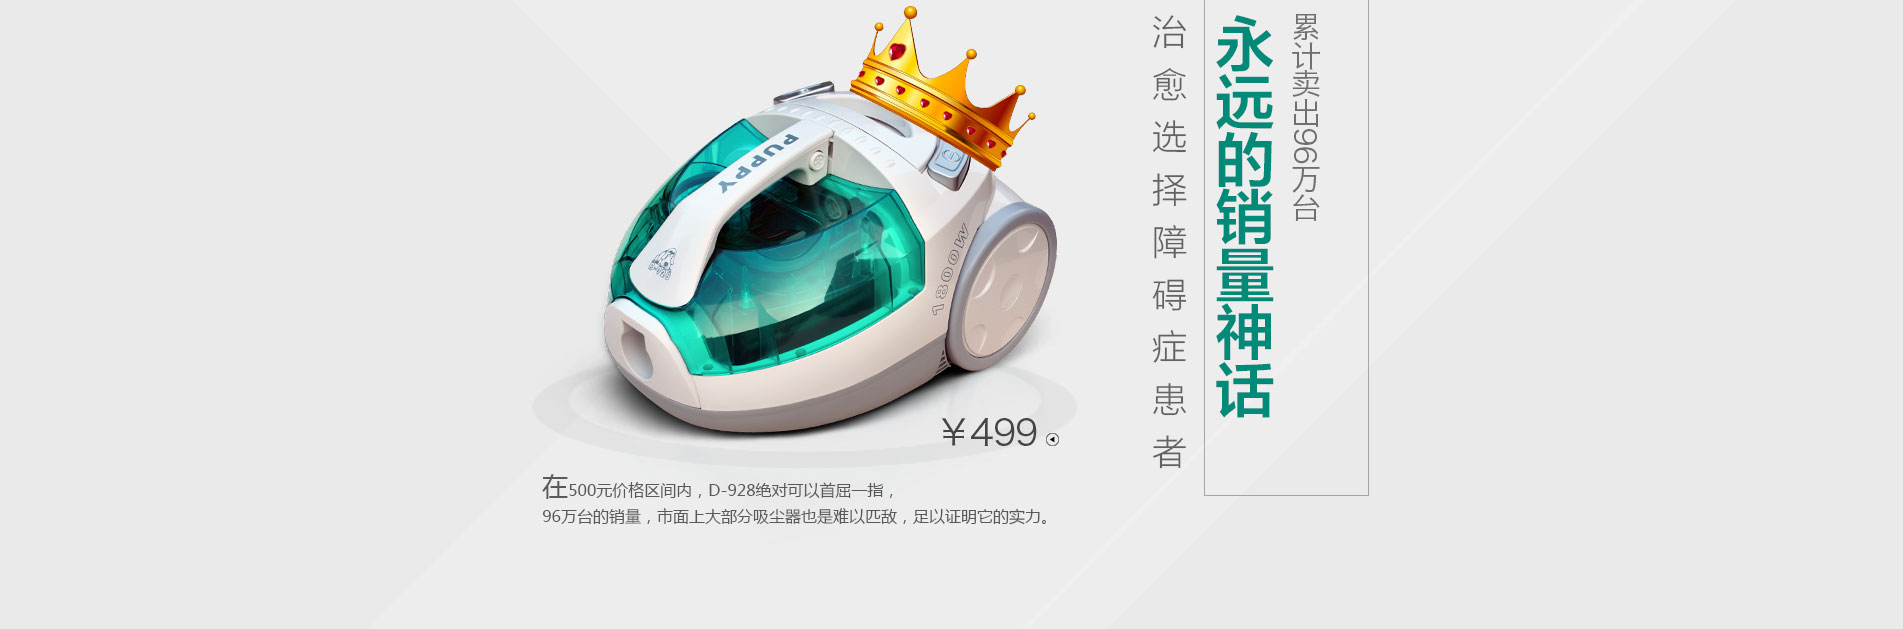 累计卖出96万台
永远的销量神话
治愈选择障碍症患者
PUPPY
D-928
1800W
￥499
在500元价格区间内，D-928绝对可以首屈一指，
96万台的销量，市面上大部分吸尘器也是难以匹敌，足以证明它的实力。